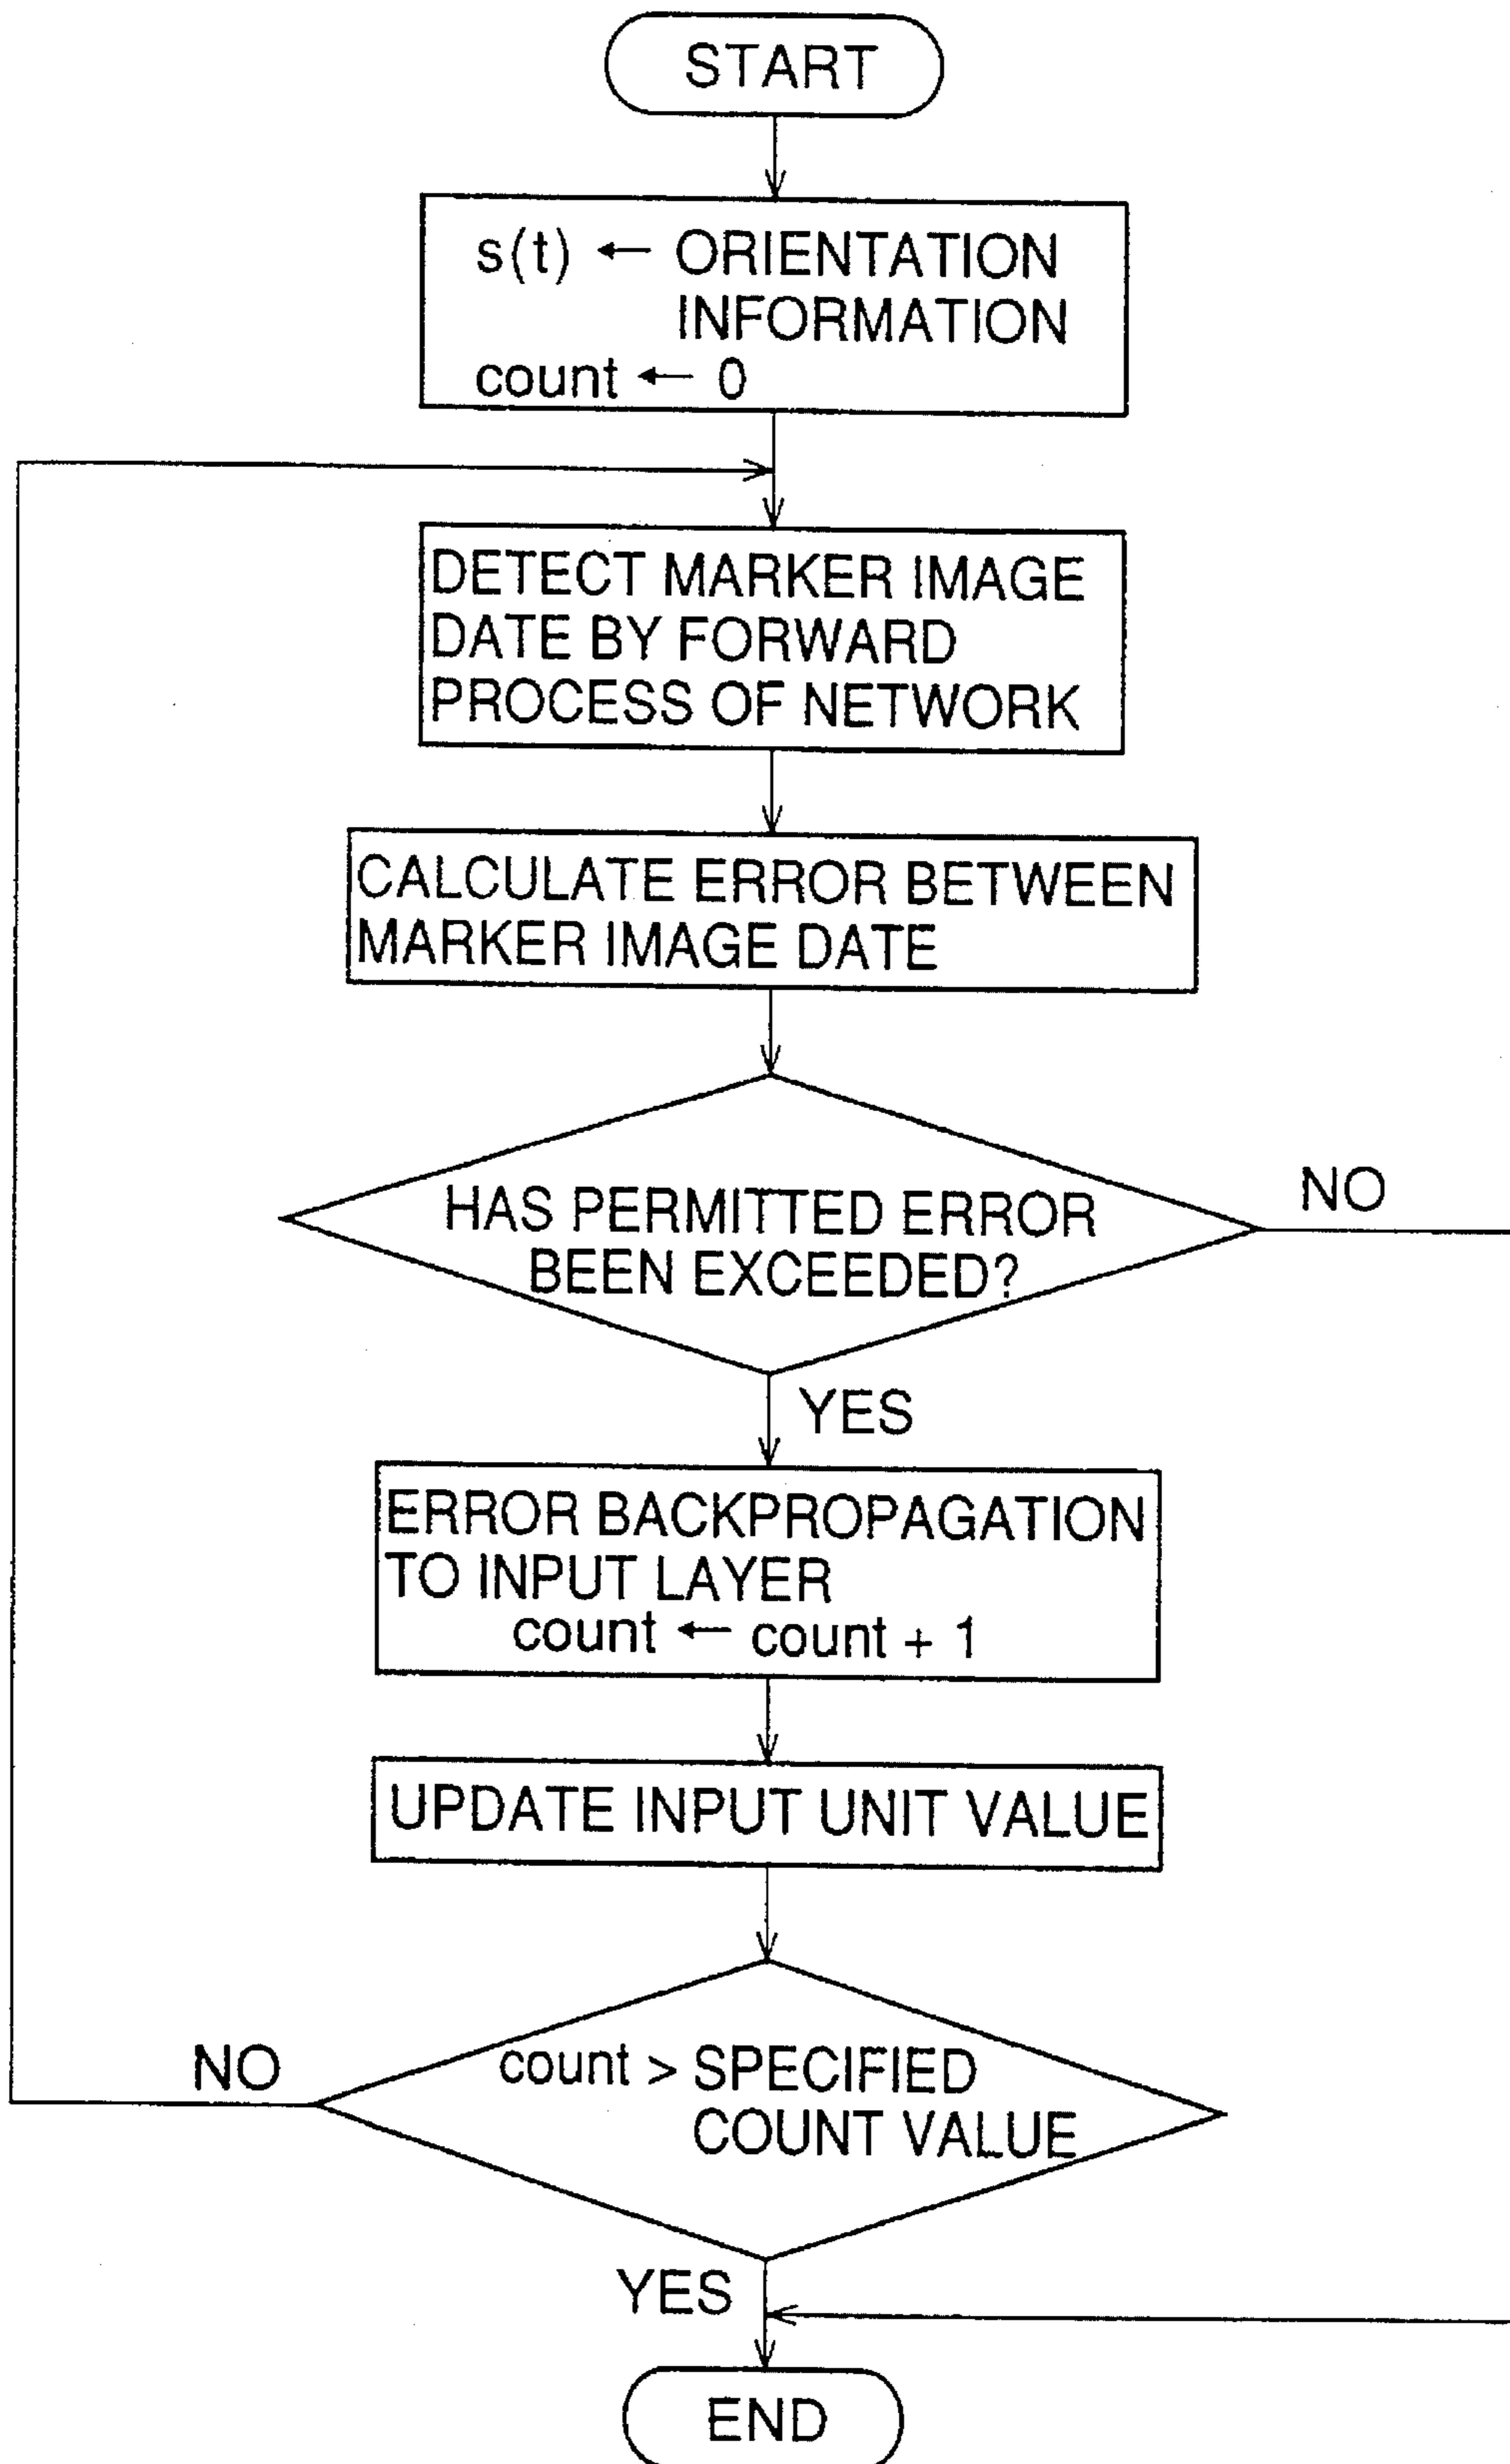 START
s(t) ← ORIENTATION
INFORMATION
count ← 0
DETECT MARKER IMAGE
DATE BY FORWARD
PROCESS OF NETWORK
CALCULATE ERROR BETWEEN
MARKER IMAGE DATE
HAS PERMITTED ERROR
BEEN EXCEEDED?
NO
YES
ERROR BACKPROPAGATION
TO INPUT LAYER
count ← count + 1
UPDATE INPUT UNIT VALUE
count > SPECIFIED
COUNT VALUE
NO
YES
END